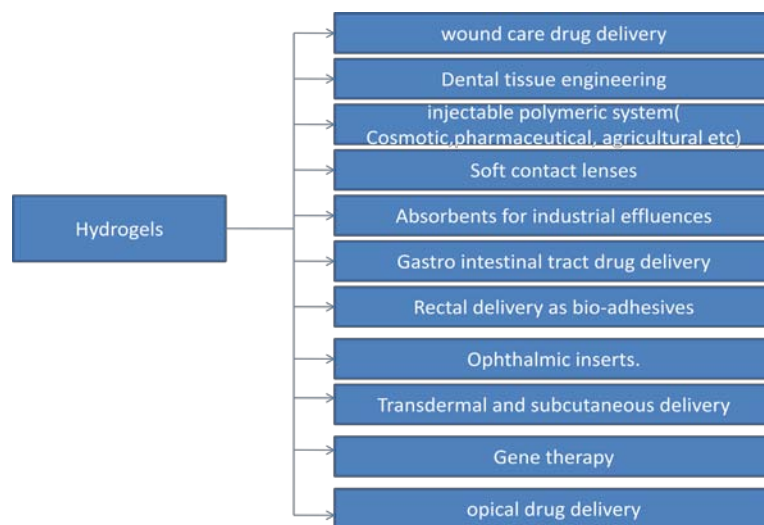 wound care drug delivery
Dental tissue engineering
injectable polymeric system(
Cosmotic,pharmaceutical, agricultural etc)
Soft contact lenses
Hydrogels
Absorbents for industrial effluences
Gastro intestinal tract drug delivery
Rectal delivery as bio-adhesives
Ophthalmic inserts.
Transdermal and subcutaneous delivery
Gene therapy
opical drug delivery